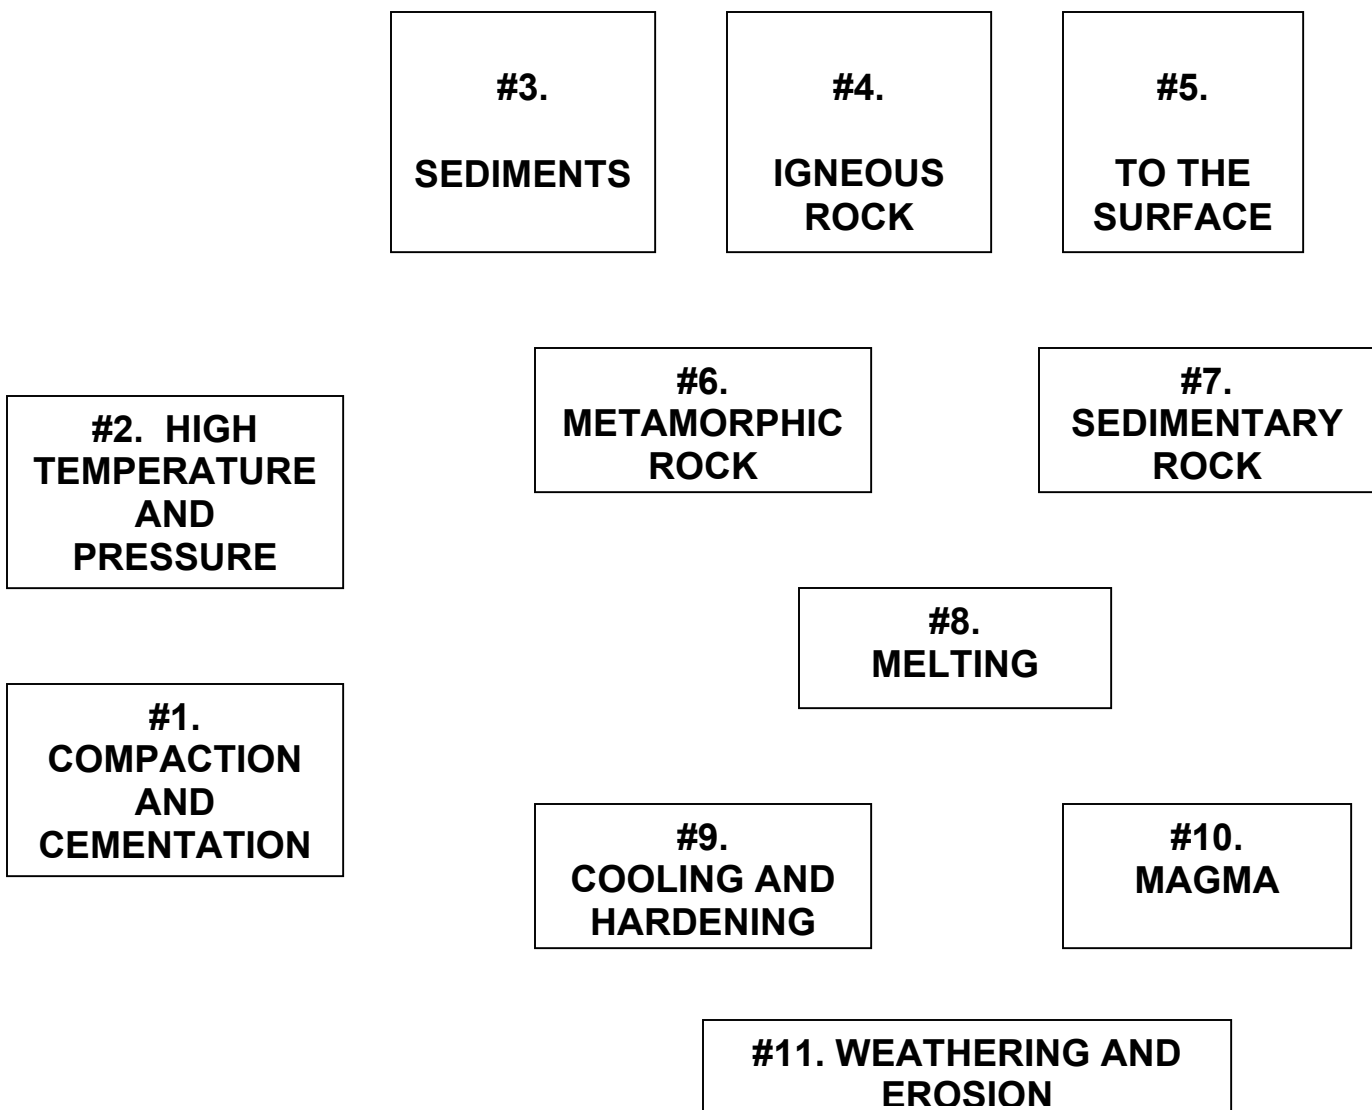 #3.
SEDIMENTS
#4.
IGNEOUS
ROCK
#5.
TO THE
SURFACE
#6.
METAMORPHIC
ROCK
#7.
SEDIMENTARY
ROCK
#2. HIGH
TEMPERATURE
AND
PRESSURE
#8.
MELTING
#1.
COMPACTION
AND
CEMENTATION
#9.
COOLING AND
HARDENING
#10.
MAGMA
#11. WEATHERING AND
EROSION